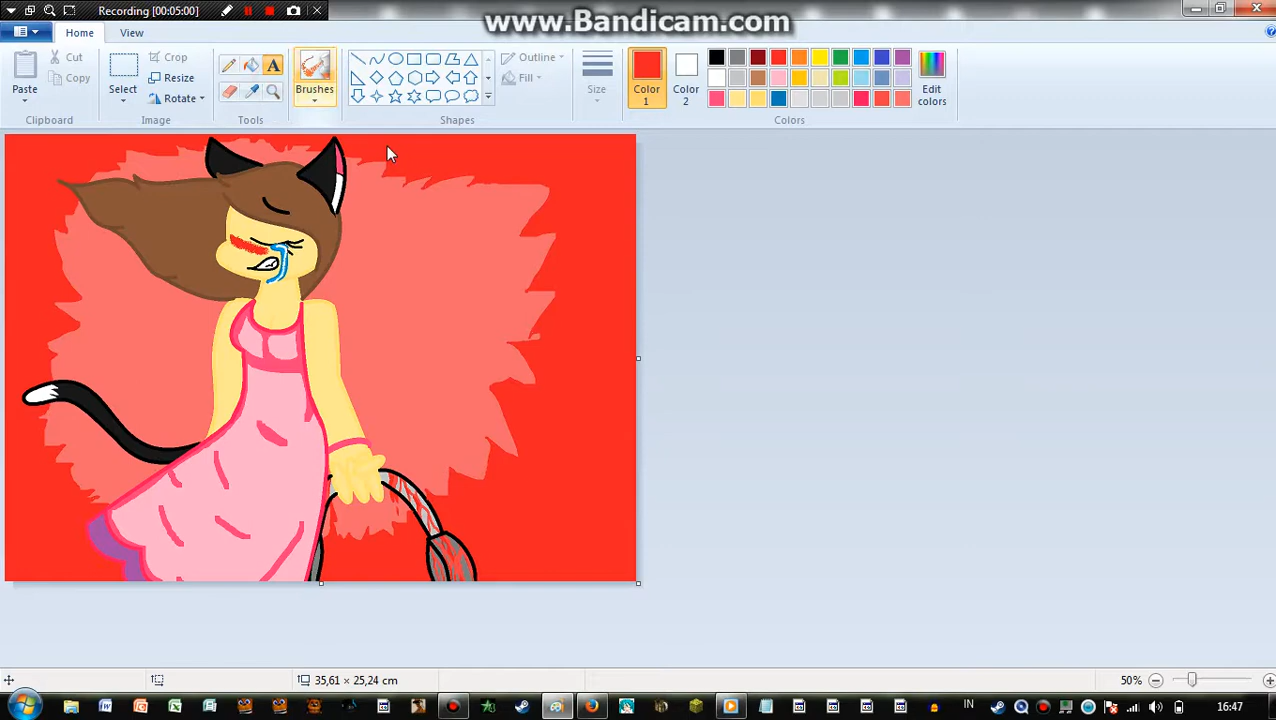 Recording [00:05:00]
www.Bandicam.com
Home
View
Paste
Cut
Copy
Clipboard
Select
Crop
Resize
Rotate
Image
A
Tools
Brushes
Outline
Fill
Shapes
Size
Color
1
Color
2
Edit
colors
Colors
35,61 × 25,24 cm
50%
IN
16:47